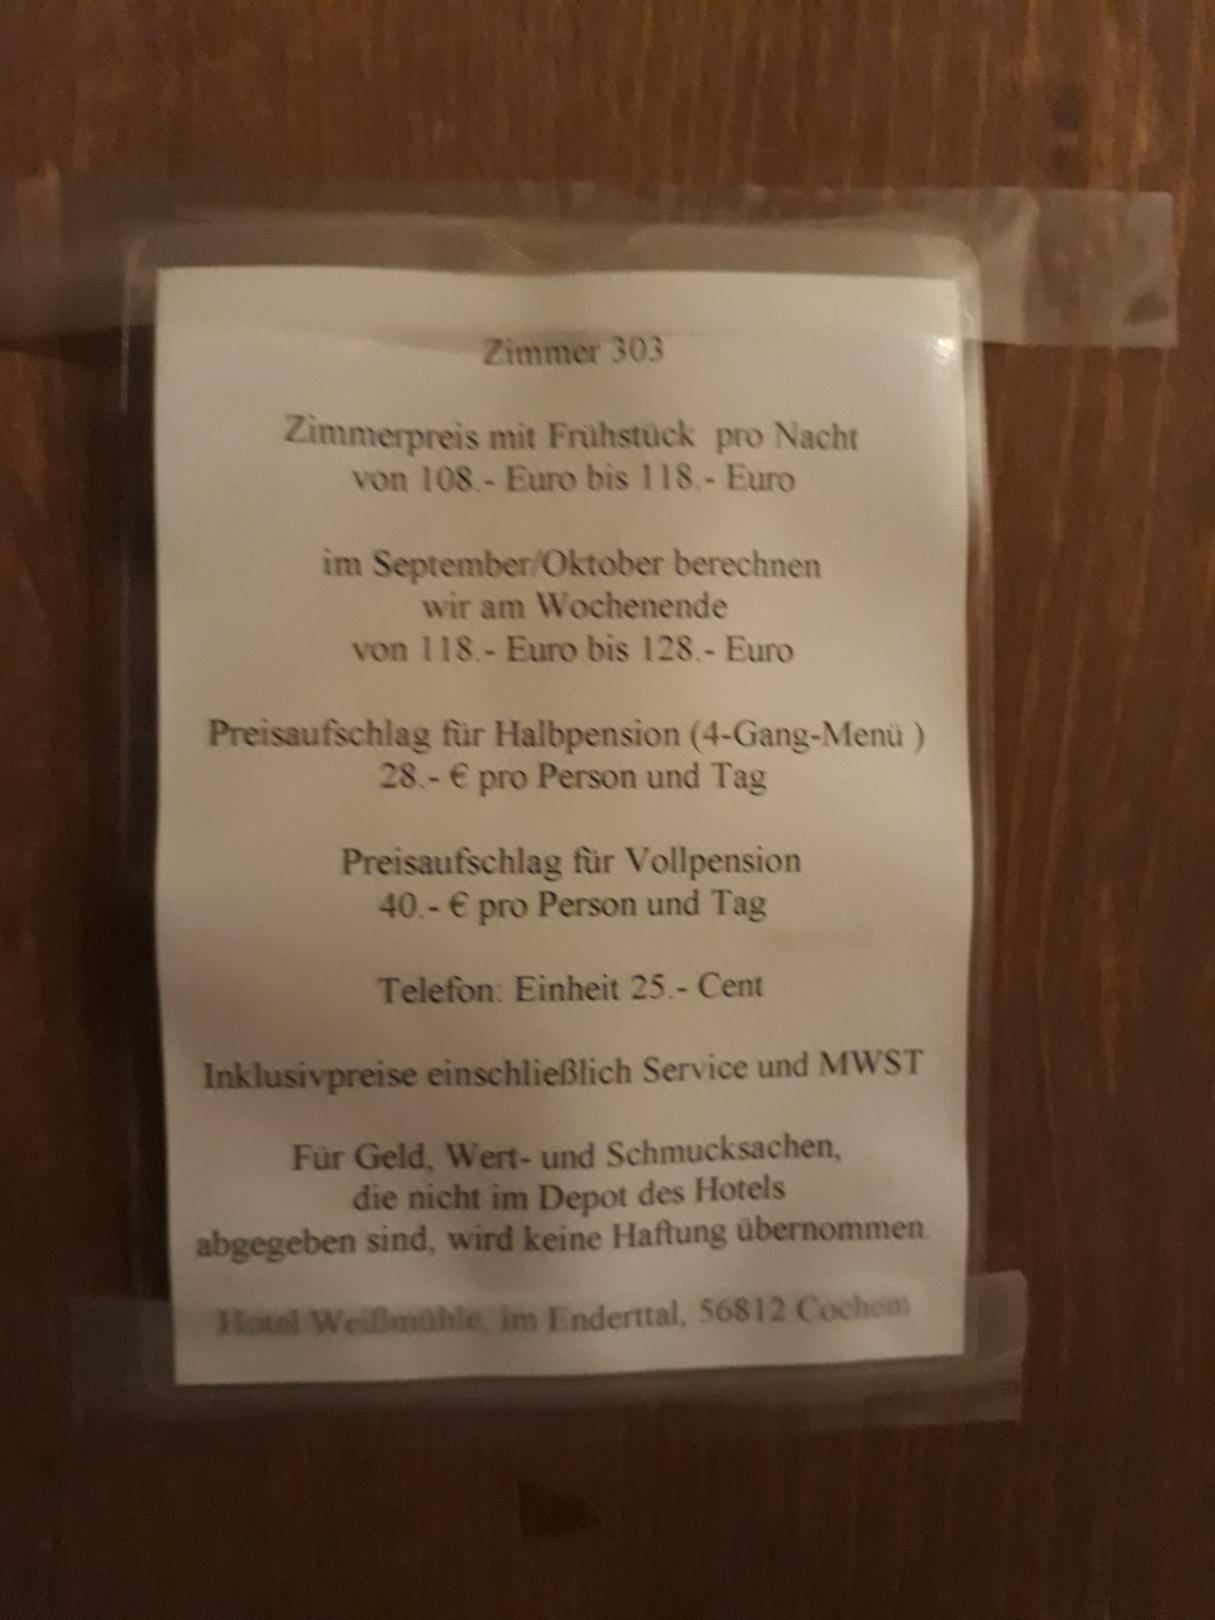 Zimmer 303
Zimmerpreis mit Frühstück pro Nacht
von 108.- Euro bis 118.- Euro
im September/Oktober berechnen
wir am Wochenende
von 118.- Euro bis 128.- Euro
Preisaufschlag für Halbpension (4-Gang-Menü )
28.- € pro Person und Tag
Preisaufschlag für Vollpension
40.- € pro Person und Tag
Telefon: Einheit 25.- Cent
Inklusivpreise einschließlich Service und MWST
Für Geld, Wert- und Schmucksachen,
die nicht im Depot des Hotels
abgegeben sind, wird keine Haftung übernommen.
Hotel Weißmühle, im Enderttal, 56812 Cochem